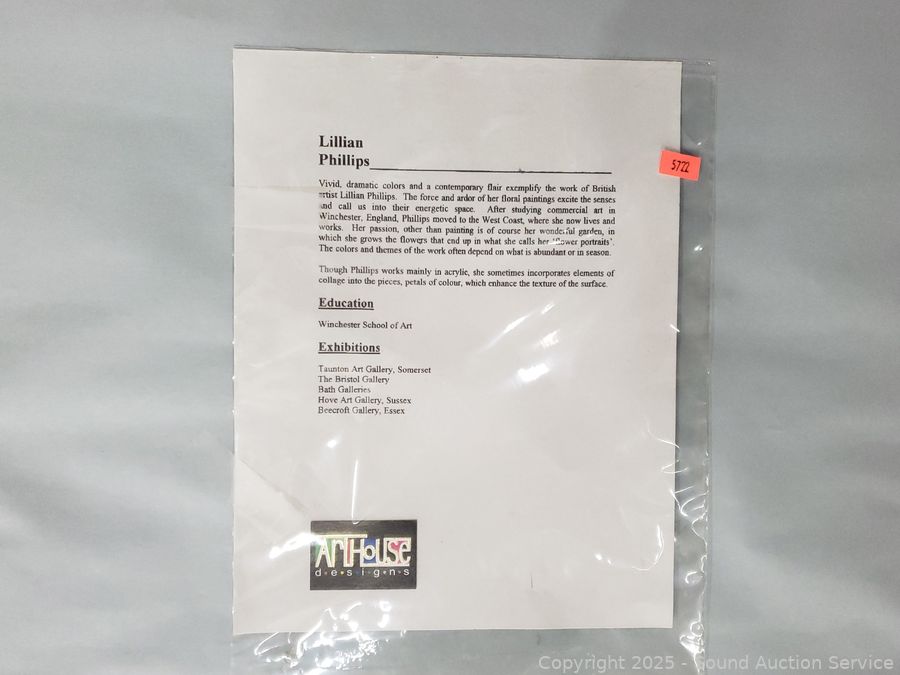 Lillian
Phillips
5722
Vivid, dramatic colors and a contemporary flair exemplify the work of British
artist Lillian Phillips. The force and ardor of her floral paintings excite the senses
and call us into their energetic space. After studying commercial art in
Winchester, England, Phillips moved to the West Coast, where she now lives and
works. Her passion, other than painting is of course her wonderful garden, in
which she grows the flowers that end up in what she calls her 'flower portraits'.
The colors and themes of the work often depend on what is abundant or in season.
Though Phillips works mainly in acrylic, she sometimes incorporates elements of
collage into the pieces, petals of colour, which enhance the texture of the surface.
Education
Winchester School of Art
Exhibitions
Taunton Art Gallery, Somerset
The Bristol Gallery
Bath Galleries
Hove Art Gallery, Sussex
Beecroft Gallery, Essex
ArtHouse
designs
Copyright 2025 - Sound Auction Service